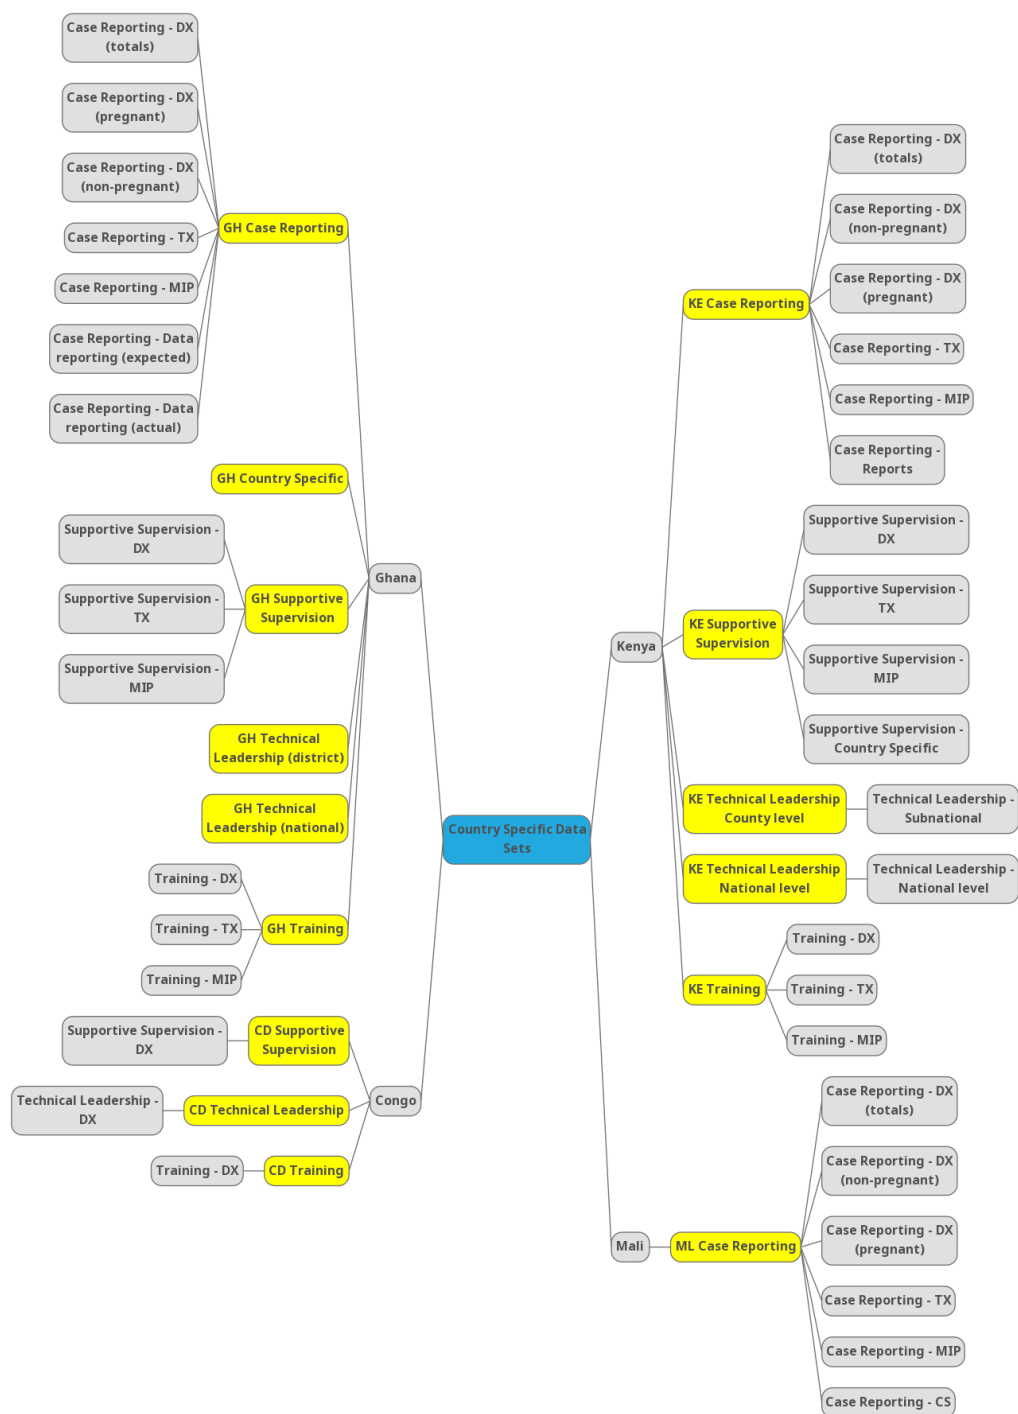 Case Reporting - DX
(totals)
Case Reporting - DX
(pregnant)
Case Reporting - DX
(non-pregnant)
Case Reporting - TX
Case Reporting - MIP
Case Reporting - Data
reporting (expected)
Case Reporting - Data
reporting (actual)
GH Case Reporting
GH Country Specific
Supportive Supervision -
DX
Supportive Supervision -
TX
Supportive Supervision -
MIP
GH Supportive
Supervision
GH Technical
Leadership (district)
GH Technical
Leadership (national)
Training - DX
Training - TX
Training - MIP
GH Training
Ghana
Supportive Supervision -
DX
CD Supportive
Supervision
Technical Leadership -
DX
CD Technical Leadership
Training - DX
CD Training
Congo
Country Specific Data
Sets
Kenya
KE Case Reporting
Case Reporting - DX
(totals)
Case Reporting - DX
(non-pregnant)
Case Reporting - DX
(pregnant)
Case Reporting - TX
Case Reporting - MIP
Case Reporting -
Reports
KE Supportive
Supervision
Supportive Supervision -
DX
Supportive Supervision -
TX
Supportive Supervision -
MIP
Supportive Supervision -
Country Specific
KE Technical Leadership
County level
Technical Leadership -
Subnational
KE Technical Leadership
National level
Technical Leadership -
National level
KE Training
Training - DX
Training - TX
Training - MIP
Mali
ML Case Reporting
Case Reporting - DX
(totals)
Case Reporting - DX
(non-pregnant)
Case Reporting - DX
(pregnant)
Case Reporting - TX
Case Reporting - MIP
Case Reporting - CS